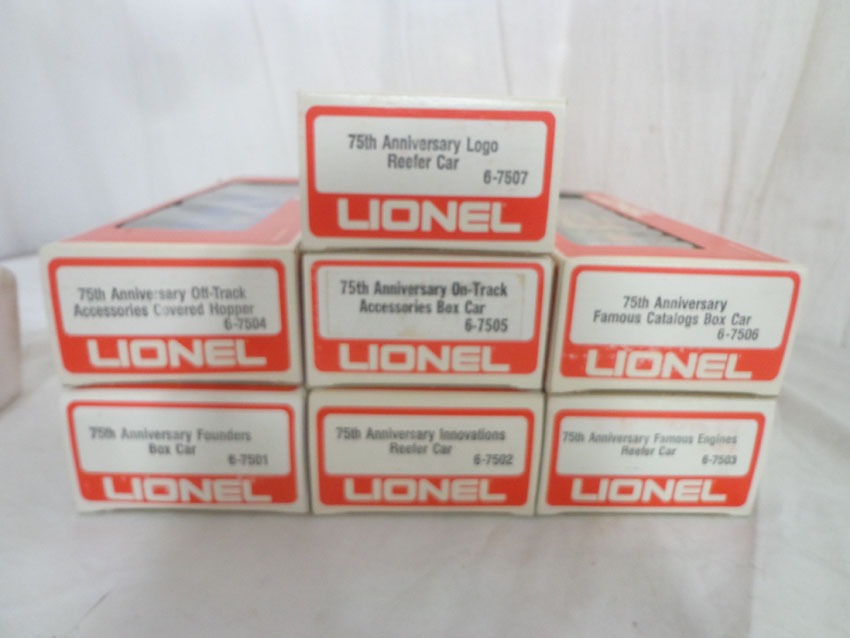 75th Anniversary Logo
Reefer Car
6-7507
LIONEL
75th Anniversary Off-Track
Accessories Covered Hopper
6-7504
LIONEL
75th Anniversary On-Track
Accessories Box Car
6-7505
LIONEL
75th Anniversary
Famous Catalogs Box Car
6-7506
LIONEL
75th Anniversary Founders
Box Car
6-7501
LIONEL
75th Anniversary Innovations
Reefer Car
6-7502
LIONEL
75th Anniversary Famous Engines
Reefer Car
6-7503
LIONEL